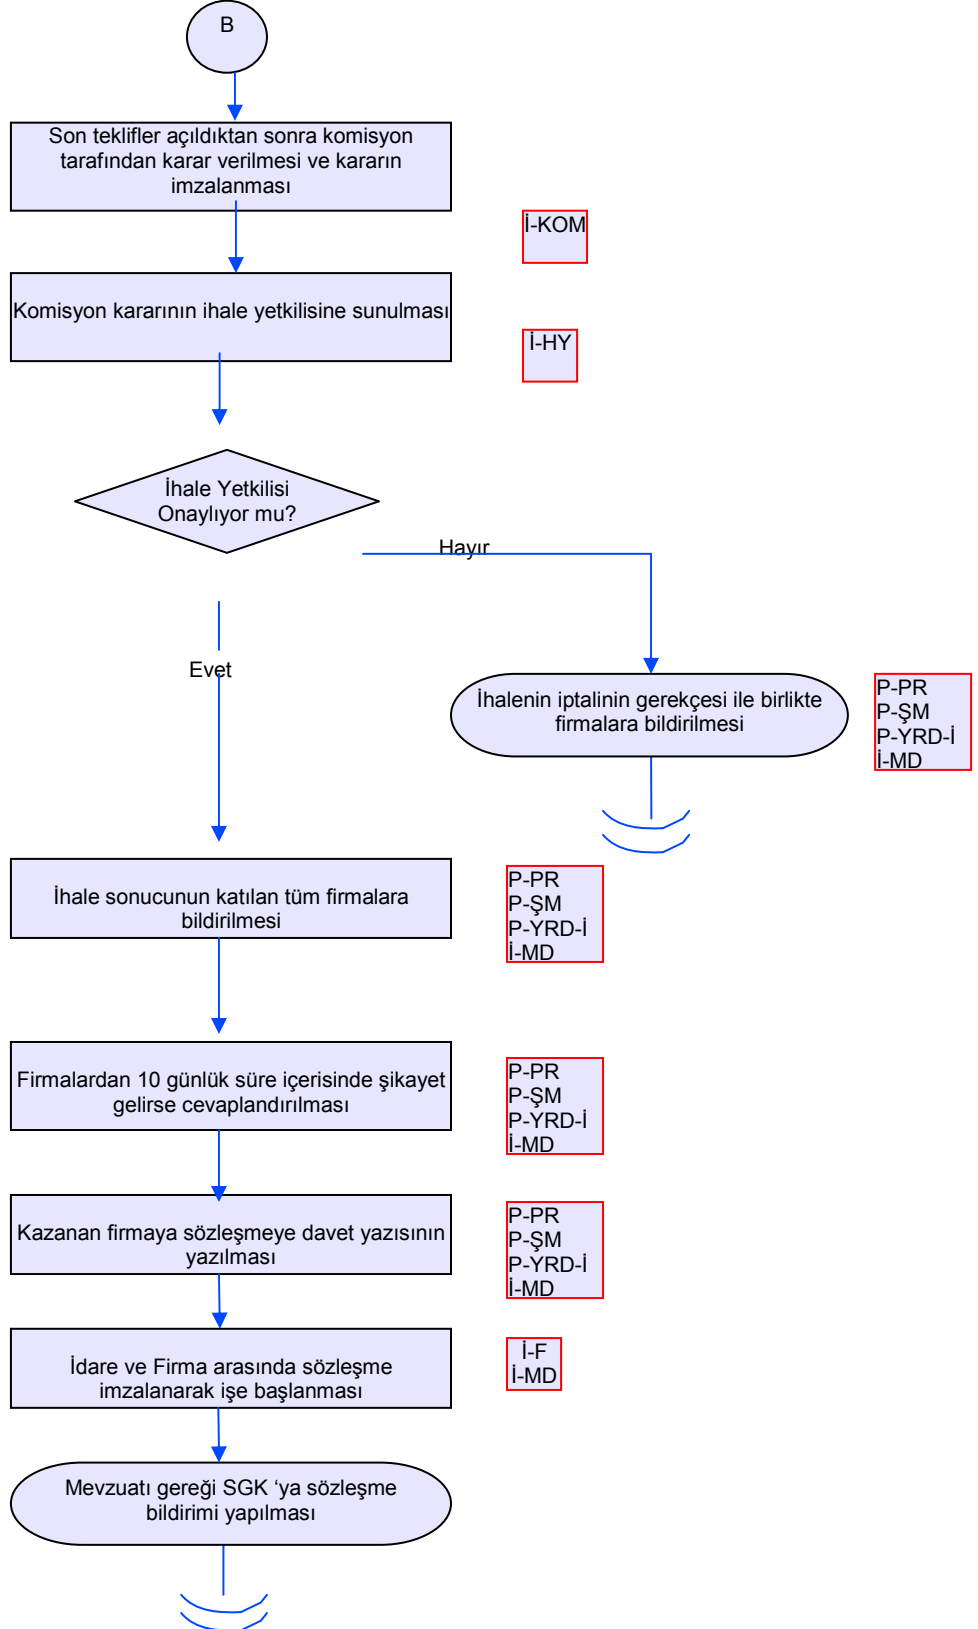 B
Son teklifler açıldıktan sonra komisyon
tarafından karar verilmesi ve kararın
imzalanması
İ-KOM
Komisyon kararının ihale yetkilisine sunulması
İ-HY
İhale Yetkilisi
Onaylıyor mu?
Hayır
Evet
İhalenin iptalinin gerekçesi ile birlikte
firmalara bildirilmesi
P-PR
P-ŞM
P-YRD-İ
İ-MD
İhale sonucunun katılan tüm firmalara
bildirilmesi
P-PR
P-ŞM
P-YRD-İ
İ-MD
Firmalardan 10 günlük süre içerisinde şikayet
gelirse cevaplandırılması
P-PR
P-ŞM
P-YRD-İ
İ-MD
Kazanan firmaya sözleşmeye davet yazısının
yazılması
P-PR
P-ŞM
P-YRD-İ
İ-MD
İdare ve Firma arasında sözleşme
imzalanarak işe başlanması
İ-F
İ-MD
Mevzuatı gereği SGK ‘ya sözleşme
bildirimi yapılması